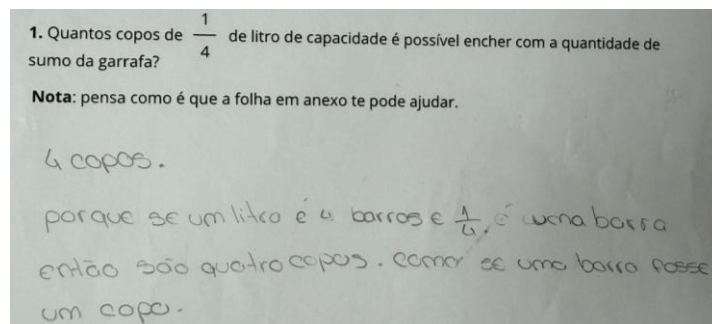 1. Quantos copos de 1/4 de litro de capacidade é possível encher com a quantidade de
sumo da garrafa?
Nota: pensa como é que a folha em anexo te pode ajudar.
4 copos.
porque se um litro é 4 barras e 1/4, é uma barra
então são quatro copos. como se uma barra fosse
um copo.